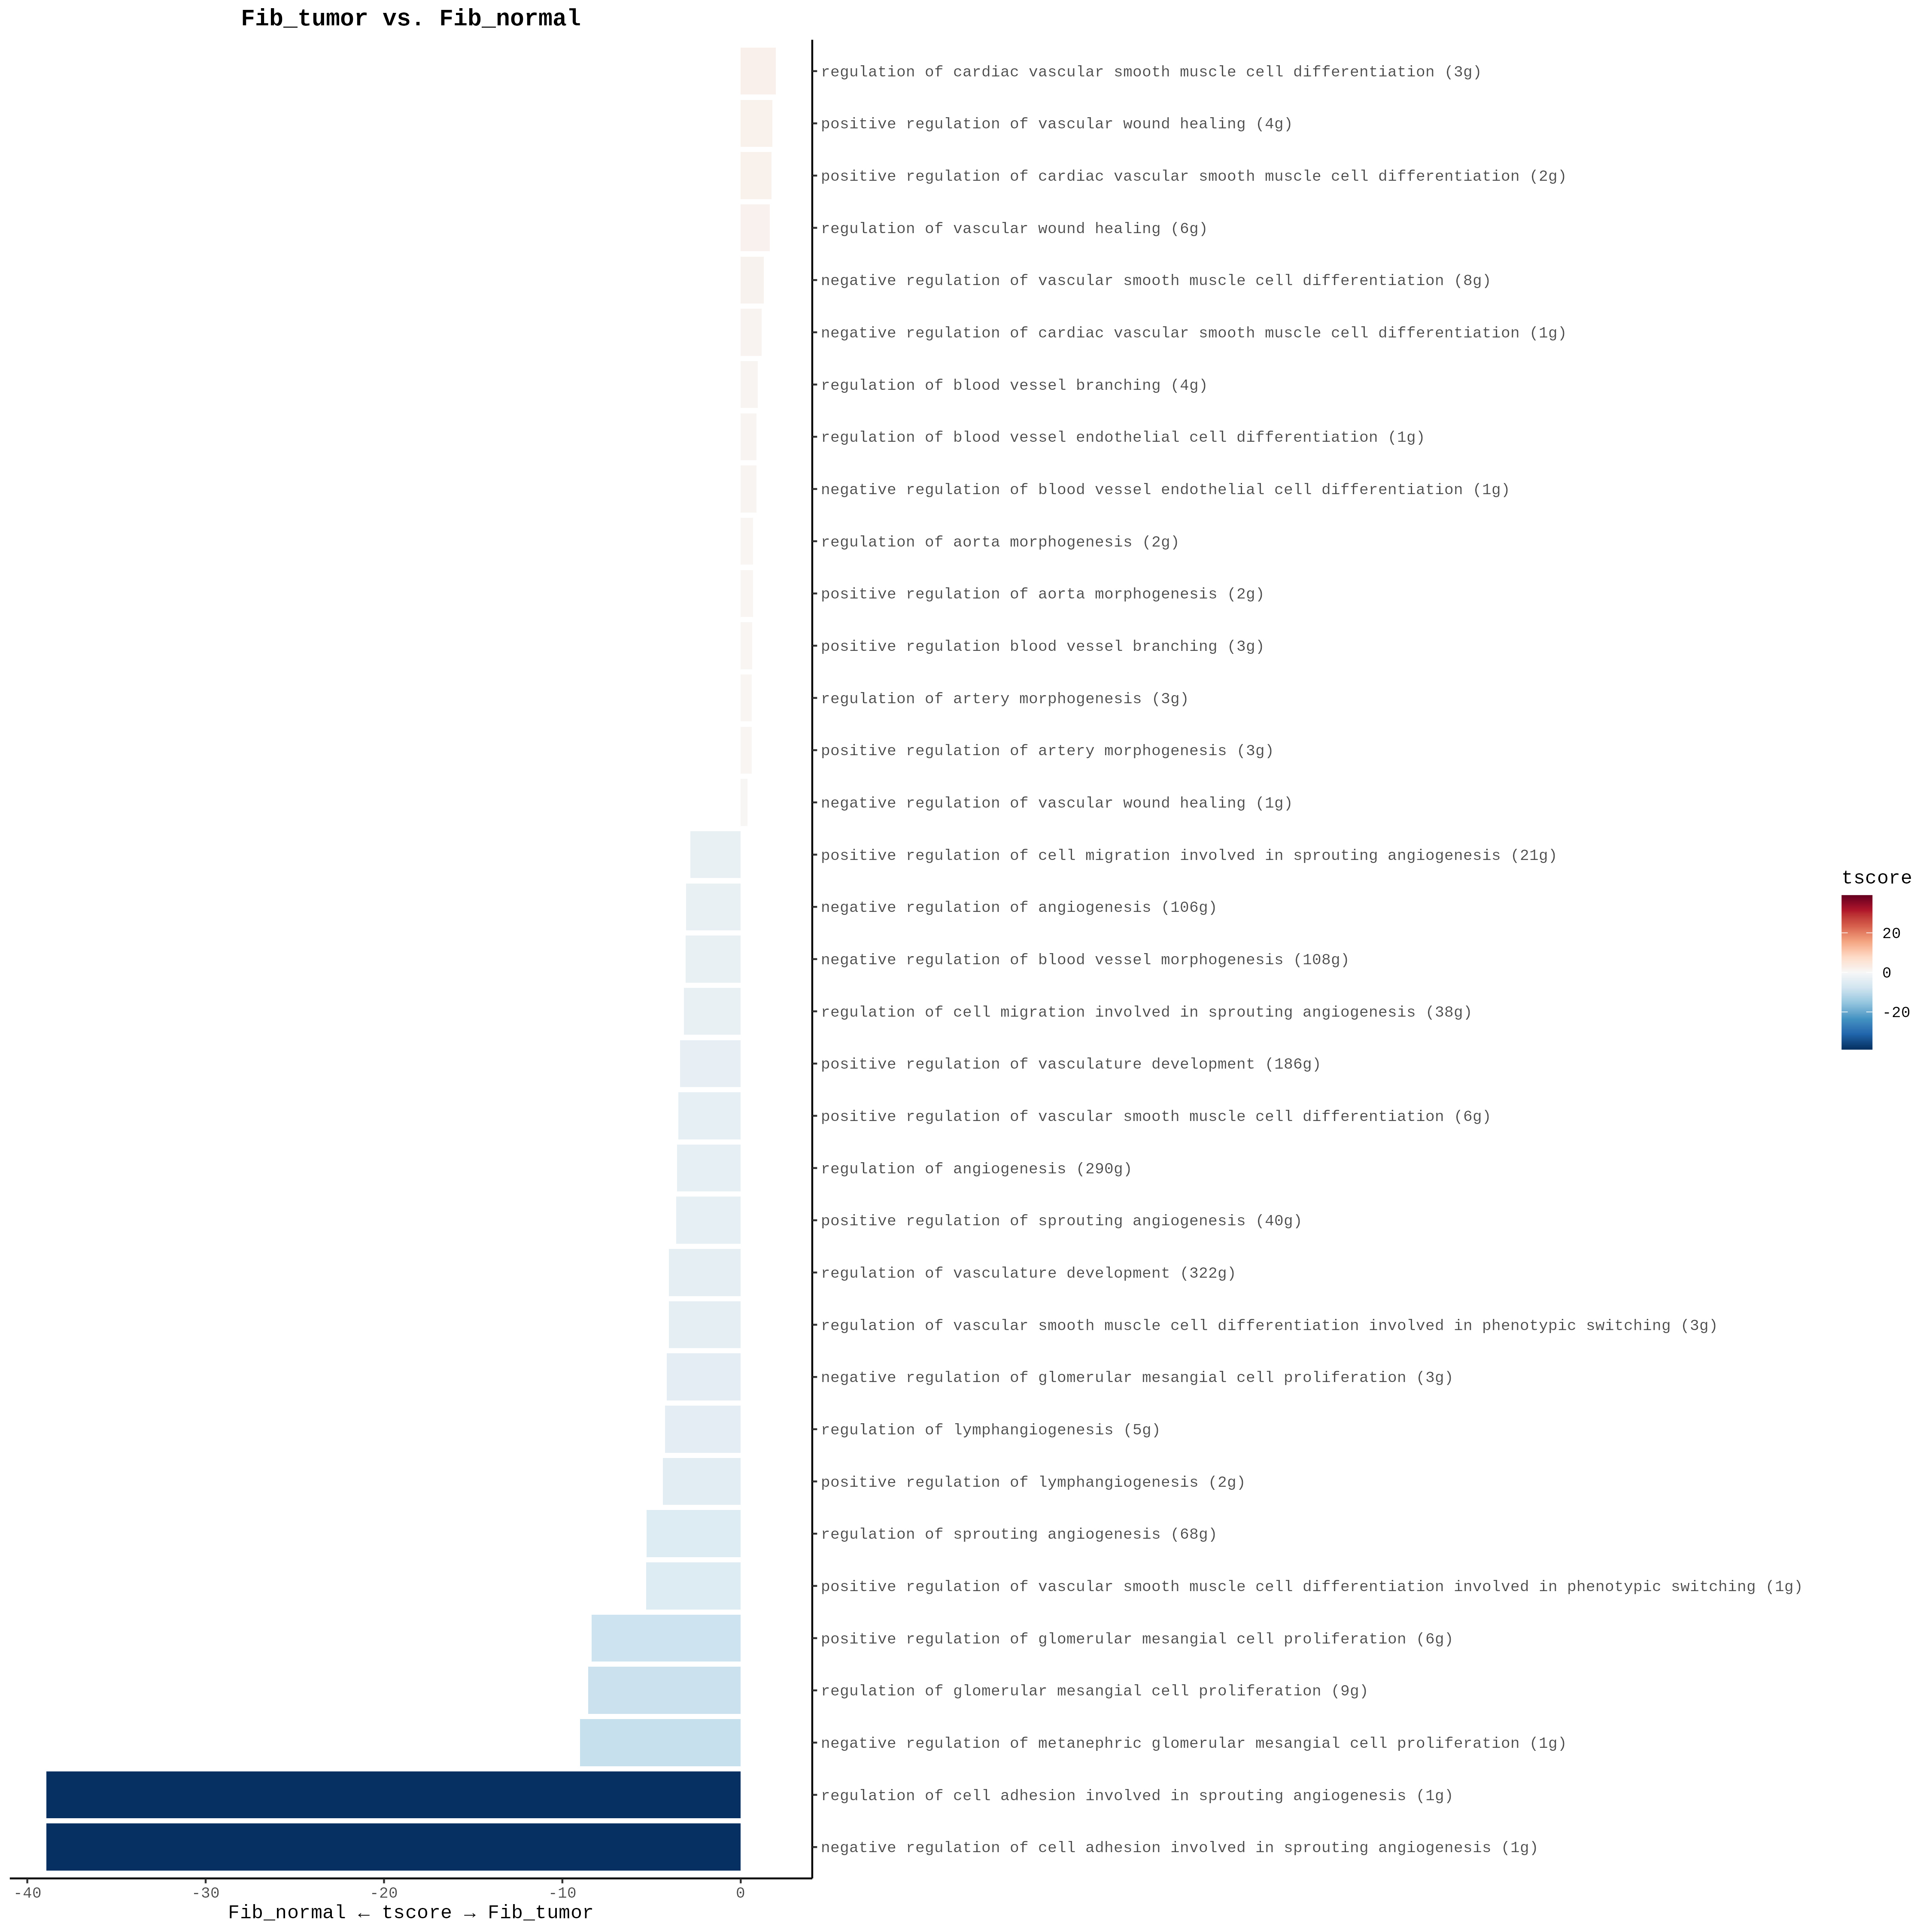 Fib_tumor vs. Fib_normal
regulation of cardiac vascular smooth muscle cell differentiation (3g)
positive regulation of vascular wound healing (4g)
positive regulation of cardiac vascular smooth muscle cell differentiation (2g)
regulation of vascular wound healing (6g)
negative regulation of vascular smooth muscle cell differentiation (8g)
negative regulation of cardiac vascular smooth muscle cell differentiation (1g)
regulation of blood vessel branching (4g)
regulation of blood vessel endothelial cell differentiation (1g)
negative regulation of blood vessel endothelial cell differentiation (1g)
regulation of aorta morphogenesis (2g)
positive regulation of aorta morphogenesis (2g)
positive regulation blood vessel branching (3g)
regulation of artery morphogenesis (3g)
positive regulation of artery morphogenesis (3g)
negative regulation of vascular wound healing (1g)
positive regulation of cell migration involved in sprouting angiogenesis (21g)
negative regulation of angiogenesis (106g)
negative regulation of blood vessel morphogenesis (108g)
regulation of cell migration involved in sprouting angiogenesis (38g)
positive regulation of vasculature development (186g)
positive regulation of vascular smooth muscle cell differentiation (6g)
regulation of angiogenesis (290g)
positive regulation of sprouting angiogenesis (40g)
regulation of vasculature development (322g)
regulation of vascular smooth muscle cell differentiation involved in phenotypic switching (3g)
negative regulation of glomerular mesangial cell proliferation (3g)
regulation of lymphangiogenesis (5g)
positive regulation of lymphangiogenesis (2g)
regulation of sprouting angiogenesis (68g)
positive regulation of vascular smooth muscle cell differentiation involved in phenotypic switching (1g)
positive regulation of glomerular mesangial cell proliferation (6g)
regulation of glomerular mesangial cell proliferation (9g)
negative regulation of metanephric glomerular mesangial cell proliferation (1g)
regulation of cell adhesion involved in sprouting angiogenesis (1g)
negative regulation of cell adhesion involved in sprouting angiogenesis (1g)
-40 -30 -20 -10 0
Fib_normal ← tscore → Fib_tumor
tscore
20
0
-20